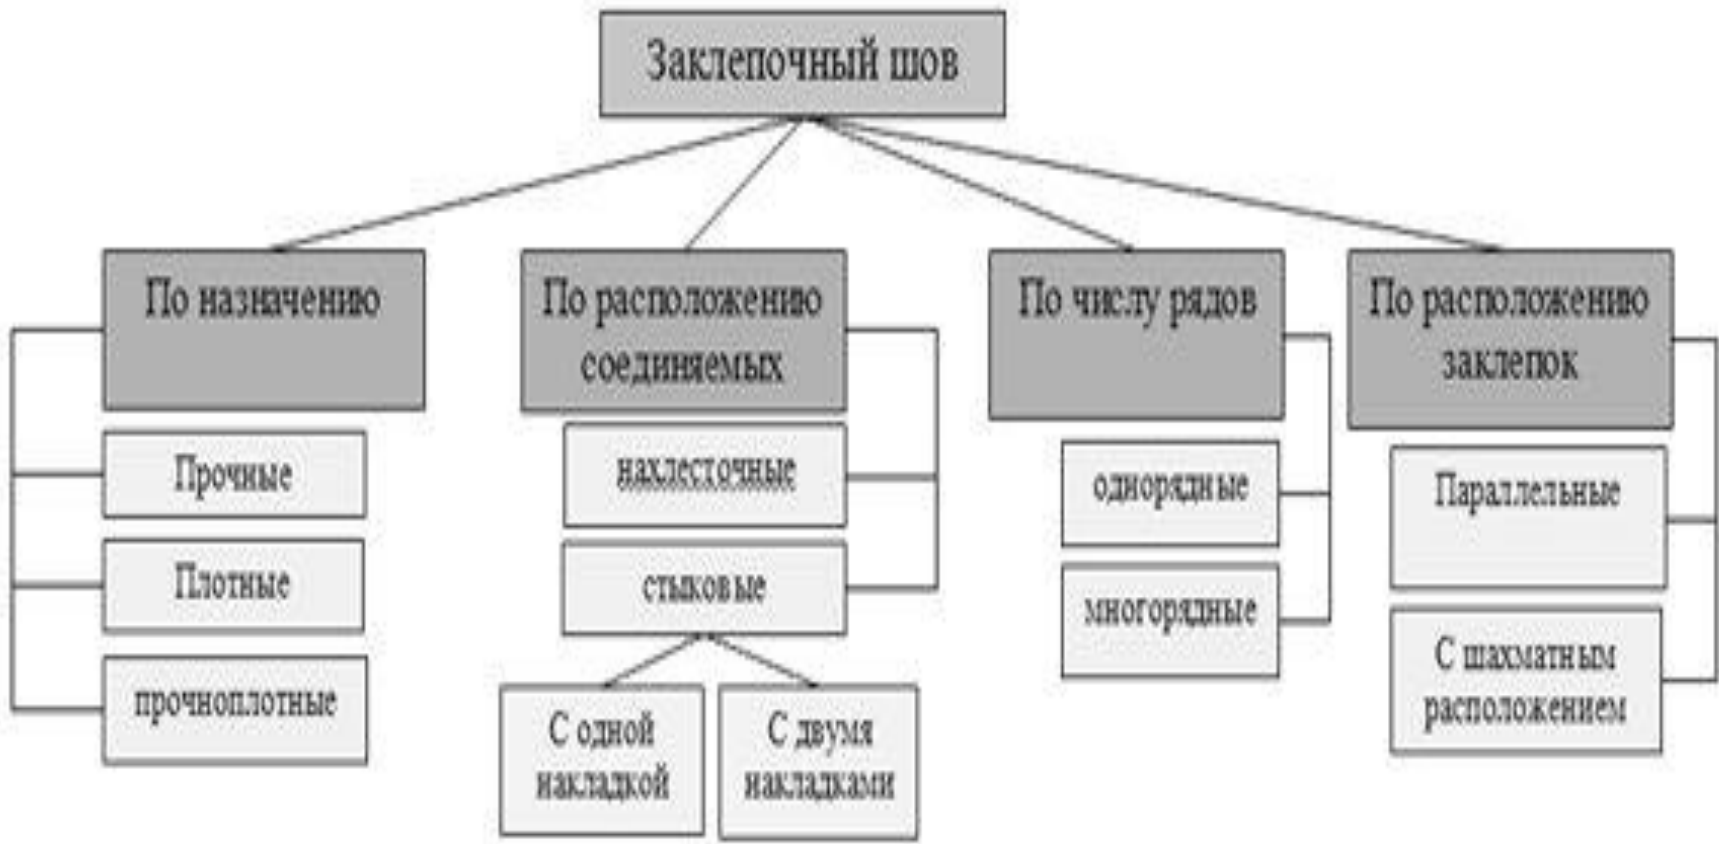 Заклепочный шов
По назначению
Прочные
Плотные
прочноплотные
По расположению
соединяемых
нахлесточные
стыковые
С одной
накладкой
С двумя
накладками
По числу рядов
однорядные
многорядные
По расположению
заклепок
Параллельные
С шахматным
расположением